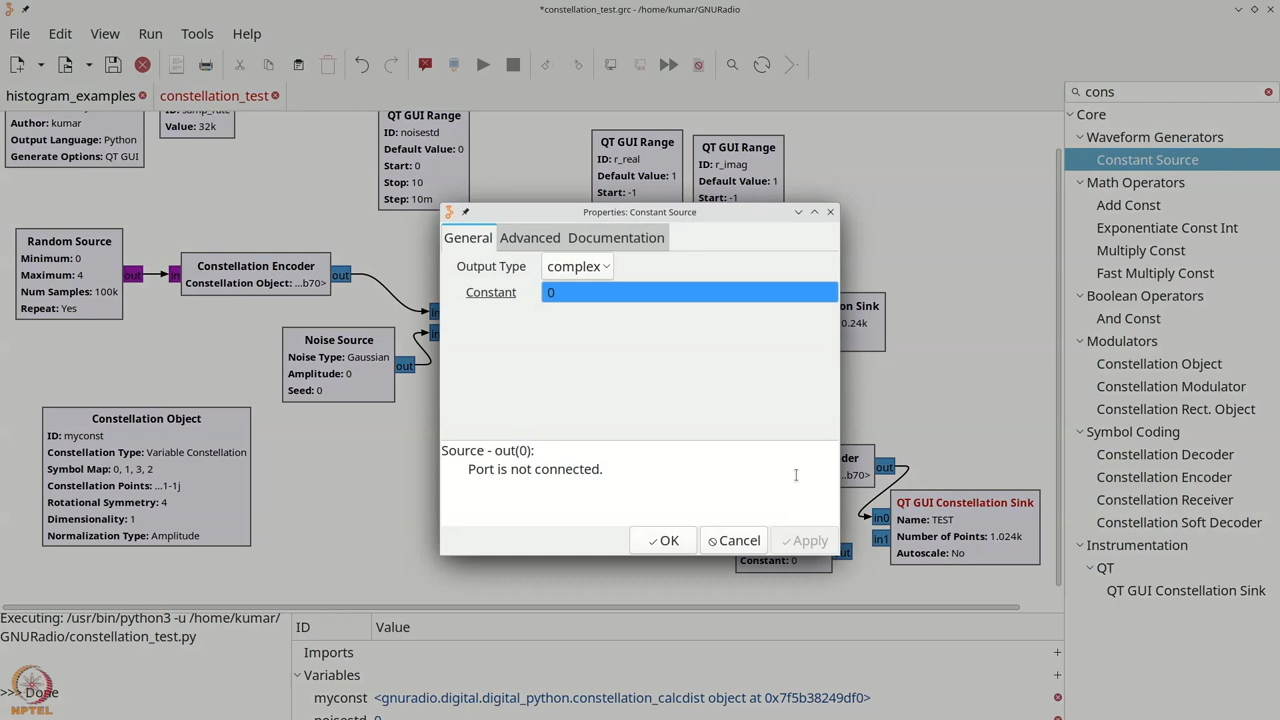 *constellation_test.grc - /home/kumar/GNURadio
File Edit View Run Tools Help
histogram_examples constellation_test
cons
Author: kumar
Output Language: Python
Generate Options: QT GUI
ID: samp_rate
Value: 32k
QT GUI Range
ID: noisestd
Default Value: 0
Start: 0
Stop: 10
Step: 10m
QT GUI Range
ID: r_real
Default Value: 1
Start: -1
QT GUI Range
ID: r_imag
Default Value: 1
Start: -1
Random Source
Minimum: 0
Maximum: 4
Num Samples: 100k
Repeat: Yes
out
in
Constellation Encoder
Constellation Object: ...b70>
out
Noise Source
Noise Type: Gaussian
Amplitude: 0
Seed: 0
out
Constellation Object
ID: myconst
Constellation Type: Variable Constellation
Symbol Map: 0, 1, 3, 2
Constellation Points: ...1-1j
Rotational Symmetry: 4
Dimensionality: 1
Normalization Type: Amplitude
Properties: Constant Source
General Advanced Documentation
Output Type complex
Constant 0
Source - out(0):
Port is not connected.
OK Cancel Apply
n Sink
0.24k
der
..b70>
out
Constant: 0
out
QT GUI Constellation Sink
Name: TEST
Number of Points: 1.024k
Autoscale: No
in0
in1
Core
Waveform Generators
Constant Source
Math Operators
Add Const
Exponentiate Const Int
Multiply Const
Fast Multiply Const
Boolean Operators
And Const
Modulators
Constellation Object
Constellation Modulator
Constellation Rect. Object
Symbol Coding
Constellation Decoder
Constellation Encoder
Constellation Receiver
Constellation Soft Decoder
Instrumentation
QT
QT GUI Constellation Sink
Executing: /usr/bin/python3 -u /home/kumar/
GNURadio/constellation_test.py
>>> Done
NPTEL
ID Value
Imports
Variables
myconst <gnuradio.digital.digital_python.constellation_calcdist object at 0x7f5b38249df0>
noisestd 0